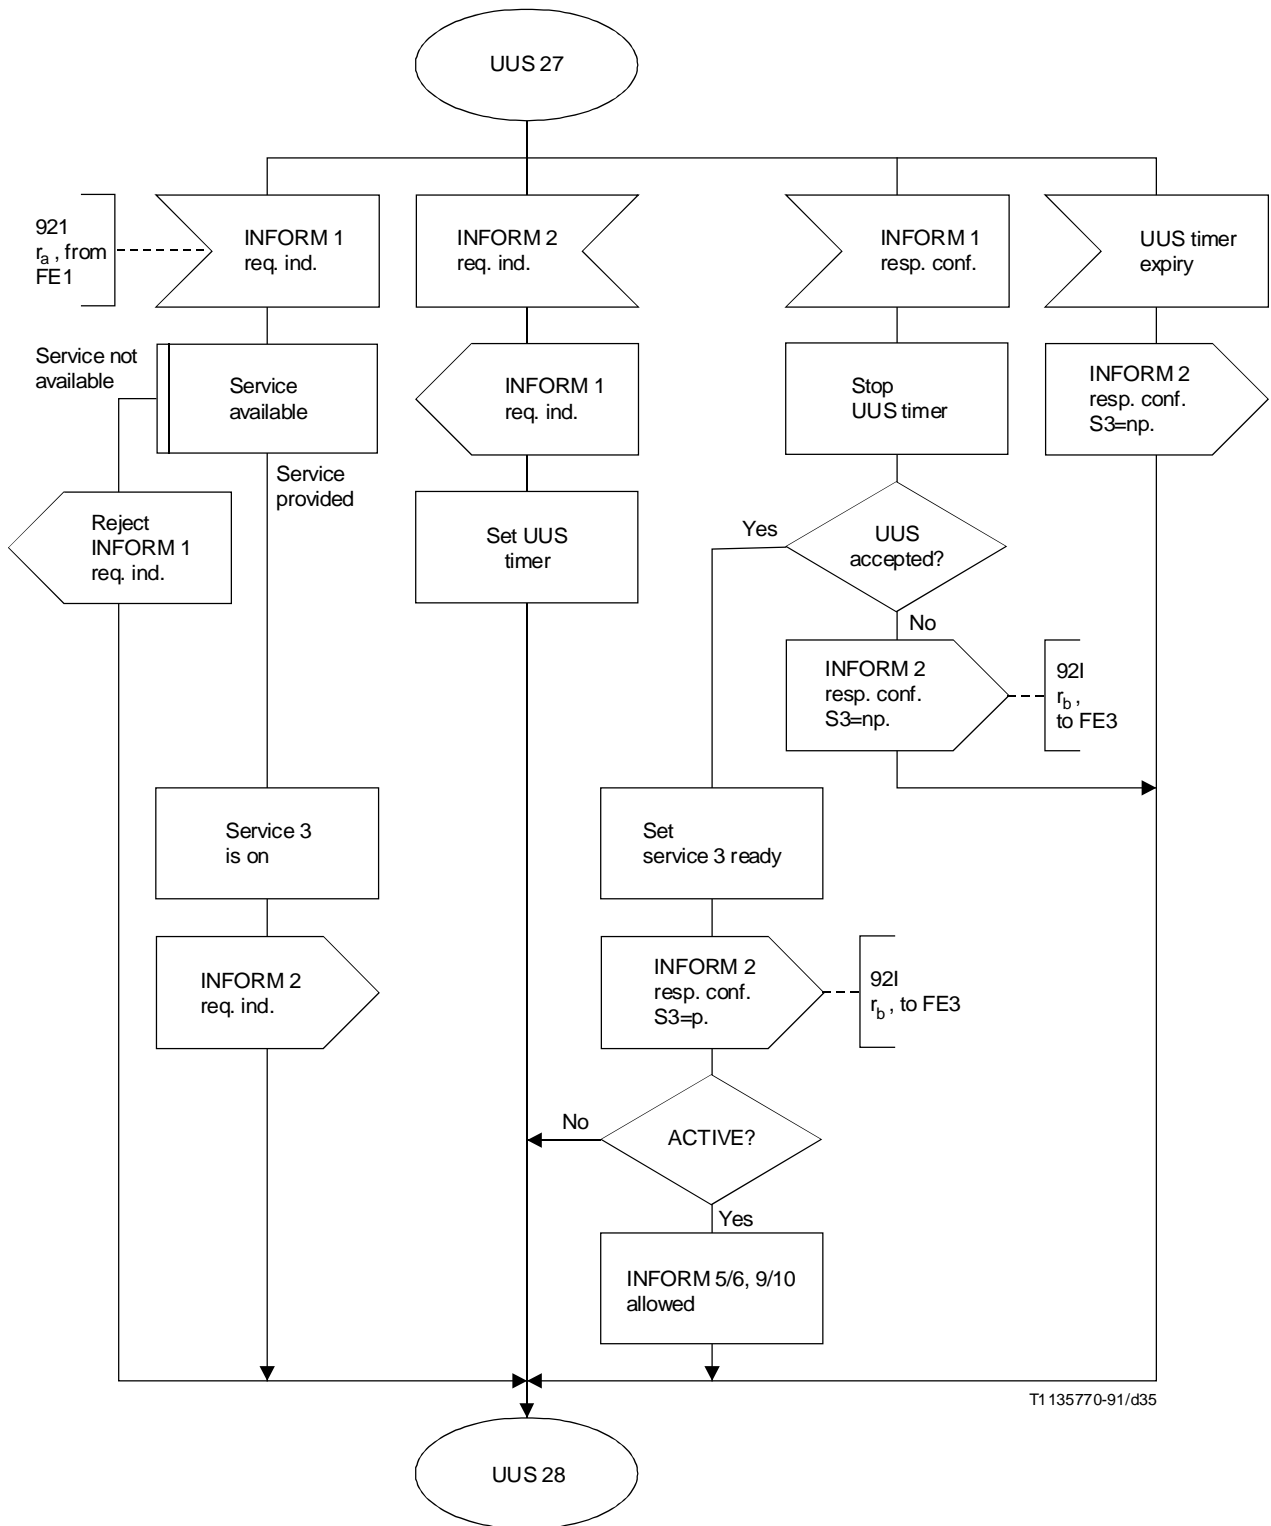 UUS 27
921
ra , from
FE1
INFORM 1
req. ind.
INFORM 2
req. ind.
INFORM 1
resp. conf.
UUS timer
expiry
Service not
available
Service
available
INFORM 1
req. ind.
Stop
UUS timer
INFORM 2
resp. conf.
S3=np.
Service
provided
Reject
INFORM 1
req. ind.
Set UUS
timer
Yes
UUS
accepted?
No
INFORM 2
resp. conf.
S3=np.
92I
rb ,
to FE3
Service 3
is on
Set
service 3 ready
INFORM 2
req. ind.
INFORM 2
resp. conf.
S3=p.
92I
rb , to FE3
No
ACTIVE?
Yes
INFORM 5/6, 9/10
allowed
T1135770-91/d35
UUS 28